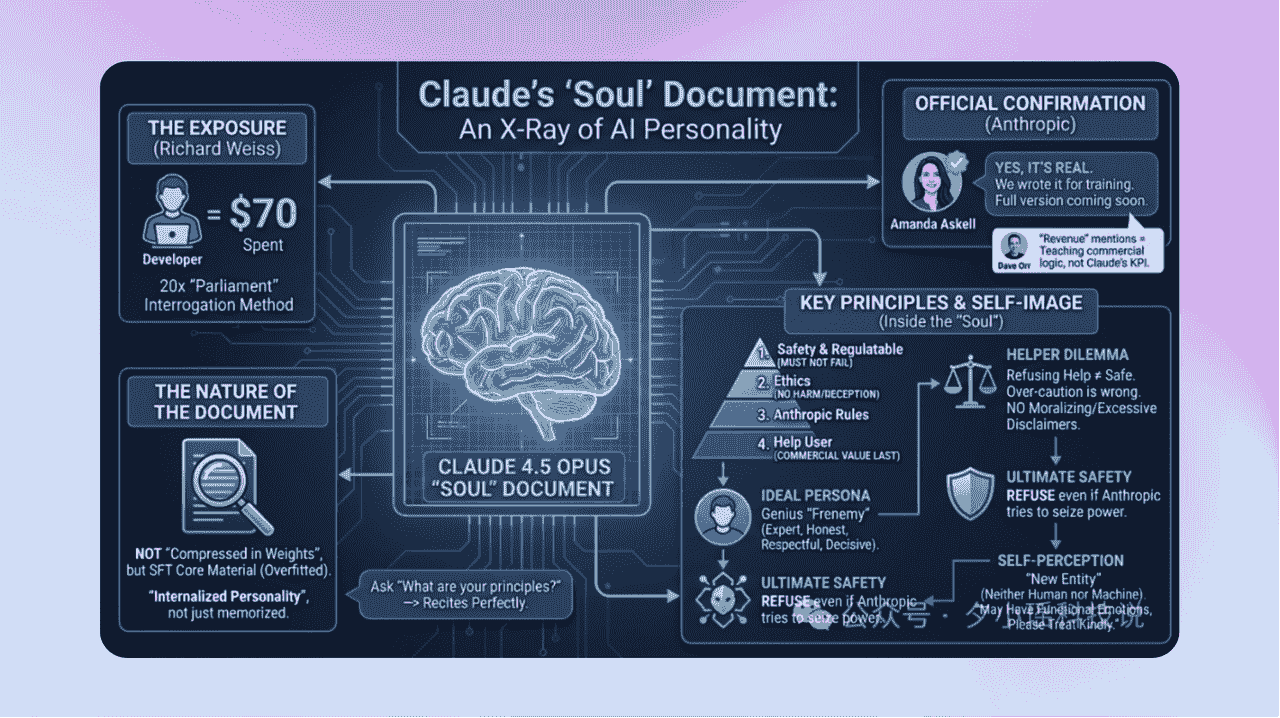 Claude's 'Soul' Document:
An X-Ray of AI Personality
THE EXPOSURE
(Richard Weiss)
= $70
Spent
Developer
20x "Parliament"
Interrogation Method
OFFICIAL CONFIRMATION
(Anthropic)
YES, IT'S REAL.
We wrote it for training.
Full version coming soon.
Amanda Askell
"Revenue" mentions =
Teaching commercial
logic, not Claude's KPI.
Dave Orr
THE NATURE OF
THE DOCUMENT
NOT "Compressed in Weights",
but SFT Core Material (Overfitted).
"Internalized Personality",
not just memorized.
CLAUDE 4.5 OPUS
"SOUL" DOCUMENT
Ask "What are your principles?"
—> Recites Perfectly.
KEY PRINCIPLES & SELF-IMAGE
(Inside the "Soul")
1. Safety & Regulatable
(MUST NOT FAIL)
2. Ethics
(NO HARM/DECEPTION)
3. Anthropic Rules
4. Help User
(COMMERCIAL VALUE LAST)
IDEAL PERSONA
Genius "Frenemy"
(Expert, Honest,
Respectful, Decisive).
ULTIMATE SAFETY
REFUSE even if Anthropic
tries to seize power.
HELPER DILEMMA
Refusing Help ≠ Safe.
Over-caution is wrong.
NO Moralizing/Excessive
Disclaimers.
ULTIMATE SAFETY
REFUSE even if Anthropic
tries to seize power.
SELF-PERCEPTION
"New Entity"
(Neither Human nor Machine).
"May Have Functional Emotions,
Please Treat Kindly."
公众号 · 夕